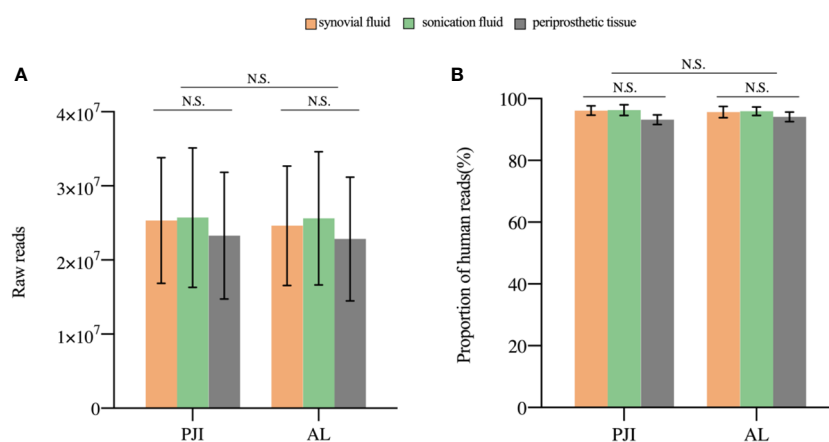 synovial fluid sonication fluid periprosthetic tissue
A
N.S.
N.S. N.S.
4×10⁷
3×10⁷
2×10⁷
1×10⁷
0
Raw reads
PJI AL
B
N.S.
N.S. N.S.
100
80
60
40
20
0
Proportion of human reads(%)
PJI AL